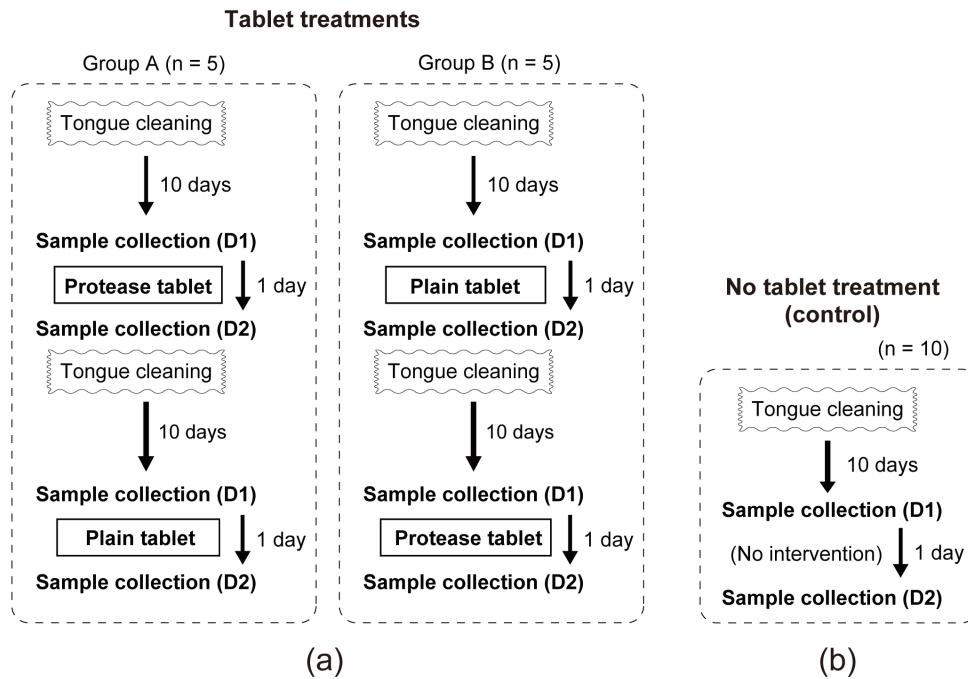 Tablet treatments
Group A (n = 5)
Tongue cleaning
10 days
Sample collection (D1)
Protease tablet
1 day
Sample collection (D2)
Tongue cleaning
10 days
Sample collection (D1)
Plain tablet
1 day
Sample collection (D2)
Group B (n = 5)
Tongue cleaning
10 days
Sample collection (D1)
Plain tablet
1 day
Sample collection (D2)
Tongue cleaning
10 days
Sample collection (D1)
Protease tablet
1 day
Sample collection (D2)
(a)
No tablet treatment
(control)
(n = 10)
Tongue cleaning
10 days
Sample collection (D1)
(No intervention)
1 day
Sample collection (D2)
(b)